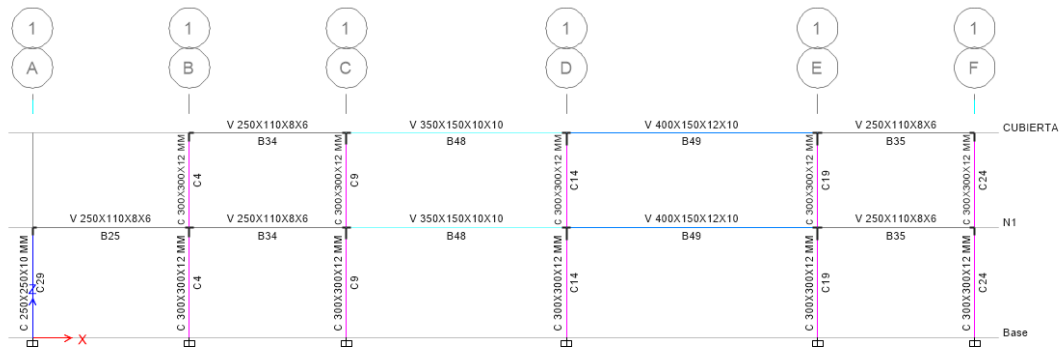 1 1 1 1 1 1
A B C D E F
V 250X110X8X6 V 350X150X10X10 V 400X150X12X10 V 250X110X8X6
CUBIERTA
B34 B48 B49 B35
C 300X300X12 MM C4 C 300X300X12 MM C9 C 300X300X12 MM C14 C 300X300X12 MM C19 C 300X300X12 MM C24
V 250X110X8X6 V 250X110X8X6 V 350X150X10X10 V 400X150X12X10 V 250X110X8X6
N1
B25 B34 B48 B49 B35
C 250X250X10 MM C29 C 300X300X12 MM C4 C 300X300X12 MM C9 C 300X300X12 MM C14 C 300X300X12 MM C19 C 300X300X12 MM C24
Z
X
Base